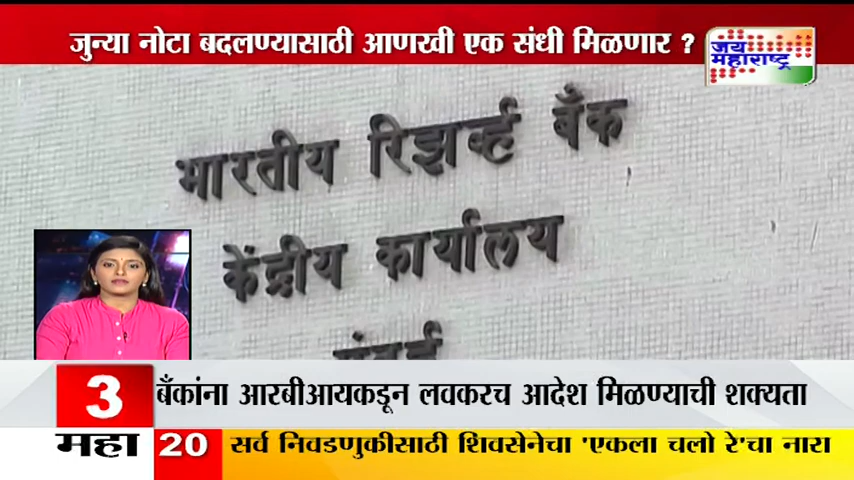 जुन्या नोटा बदलण्यासाठी आणखी एक संधी मिळणार ?
जय
महाराष्ट्र
भारतीय रिझर्व्ह बँक
केंद्रीय कार्यालय
मुंबई
3 बँकांना आरबीआयकडून लवकरच आदेश मिळण्याची शक्यता
महा 20 सर्व निवडणुकीसाठी शिवसेनेचा 'एकला चलो रे'चा नारा